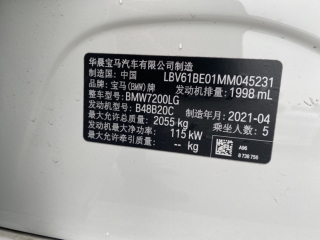 华晨宝马汽车有限公司制造
制造国：中国 LBV61BE01MM045231
品牌：宝马(BMW)牌 发动机排量：1998 mL
整车型号：BMW7200LG
发动机型号：B48B20C 制造年月：2021-04
最大允许总质量：2055 kg 乘坐人数：5
发动机最大净功率：115 kW
最大允许牵引质量：-- kg
A66
8 738 756